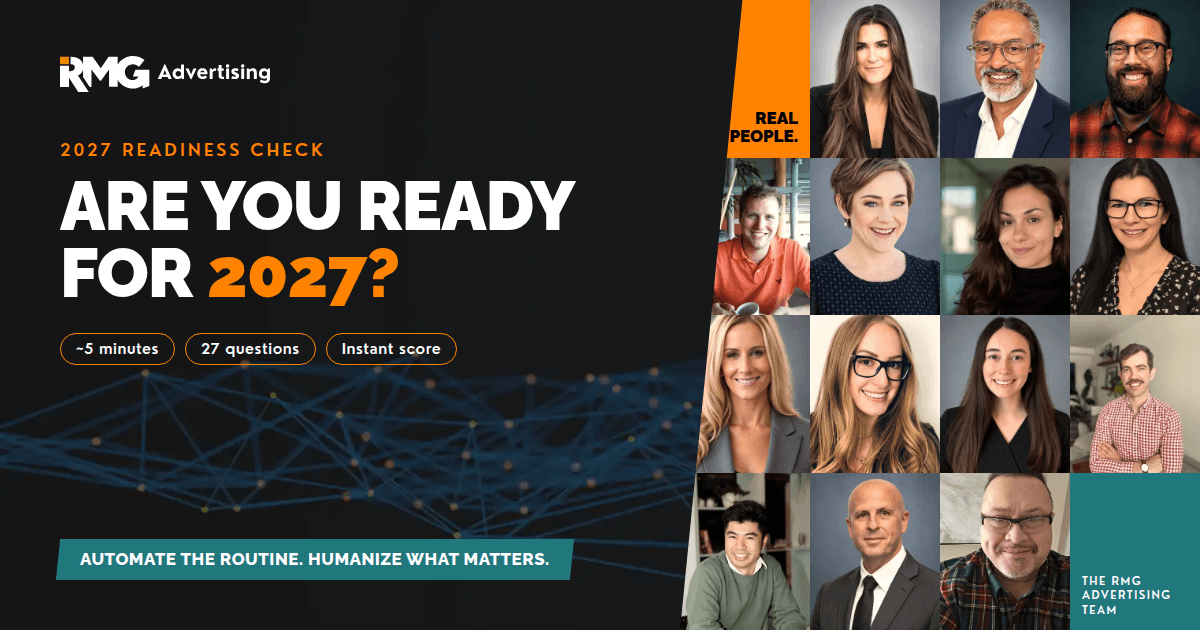 RMG Advertising
2027 READINESS CHECK
ARE YOU READY
FOR 2027?
~5 minutes
27 questions
Instant score
AUTOMATE THE ROUTINE. HUMANIZE WHAT MATTERS.
REAL
PEOPLE.
THE RMG
ADVERTISING
TEAM